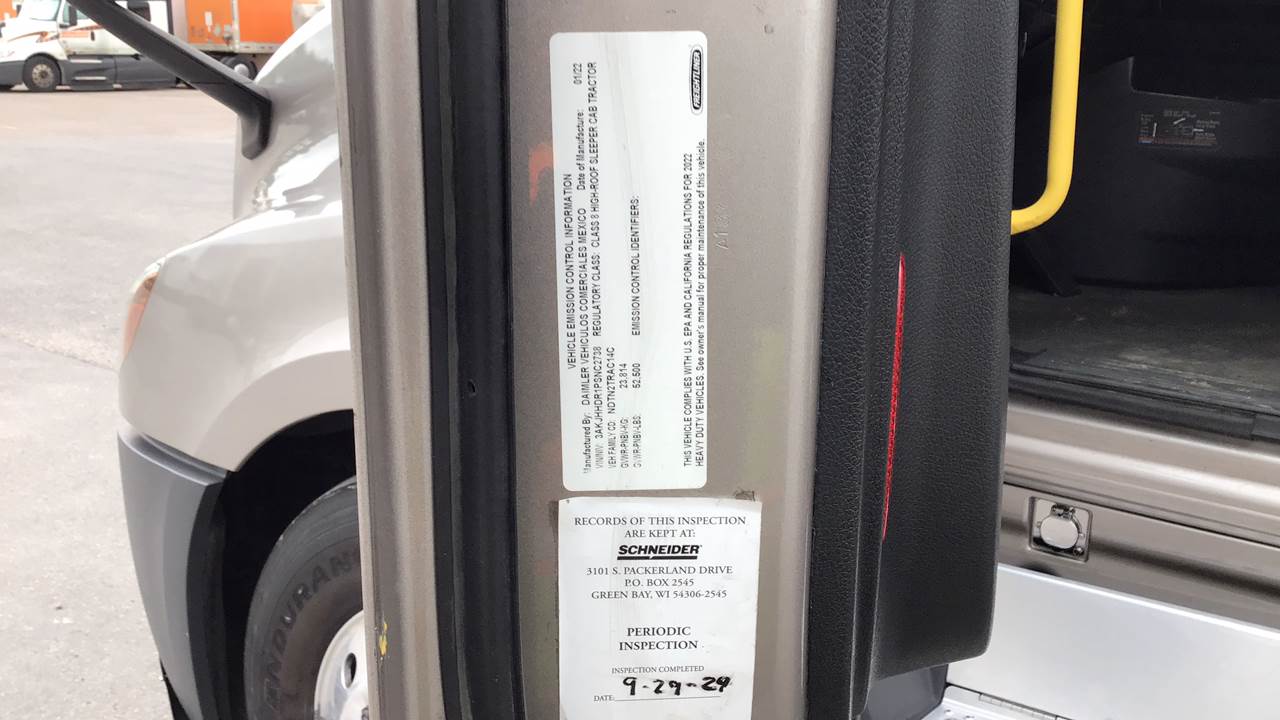 VEHICLE EMISSION CONTROL INFORMATION
Manufactured By: DAIMLER VEHICULOS COMERCIALES MEXICO Date of Manufacture: 01/22
VIN/NIV: 3AKJHHDR1PSNC2738 REGULATORY CLASS: CLASS 8 HIGH-ROOF SLEEPER CAB TRACTOR
VEH FAMILY CD. NDTN2TRAC14C
GVWR-PNBV-KG: 23,814
GVWR-PNBV-LBS: 52,500 EMISSION CONTROL IDENTIFIERS:
THIS VEHICLE COMPLIES WITH U.S. EPA AND CALIFORNIA REGULATIONS FOR 2022
HEAVY DUTY VEHICLES. See owner's manual for proper maintenance of this vehicle.
FREIGHTLINER
RECORDS OF THIS INSPECTION
ARE KEPT AT:
SCHNEIDER
3101 S. PACKERLAND DRIVE
P.O. BOX 2545
GREEN BAY, WI 54306-2545
PERIODIC
INSPECTION
INSPECTION COMPLETED
DATE: 9-29-24
ENDURAN